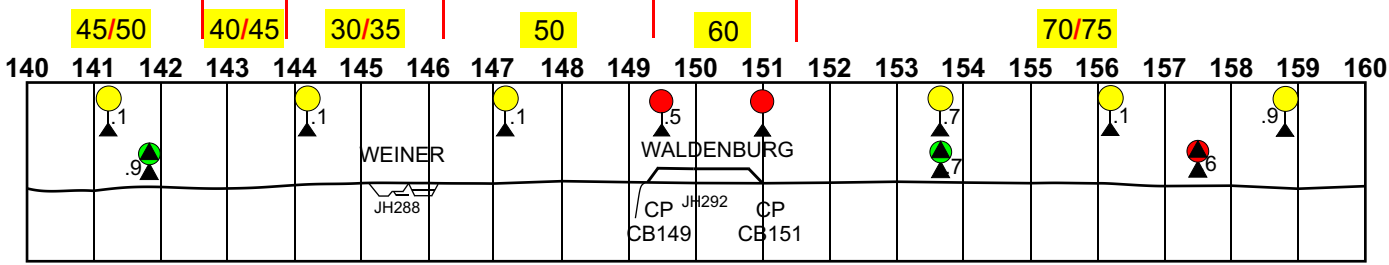 45/50 40/45 30/35 50 60 70/75
140 141 142 143 144 145 146 147 148 149 150 151 152 153 154 155 156 157 158 159 160
.1 .1 .1 .5 .7 .1 .9
.9 WEINER WALDENBURG .7 6
JH288 JH292
CP CP
CB149 CB151